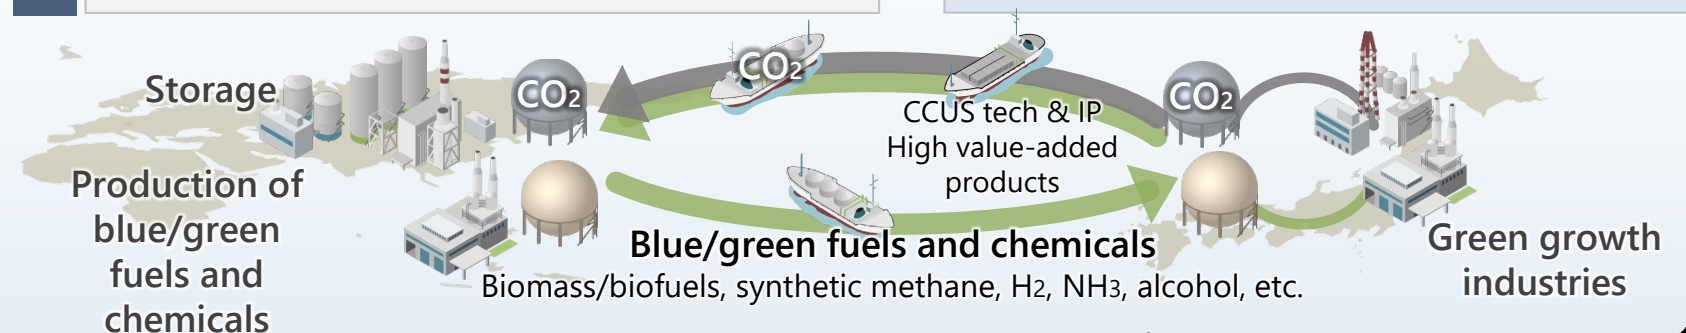 Storage
CO2
CO2
CO2
CCUS tech & IP
High value-added
products
Production of
blue/green
fuels and
chemicals
Blue/green fuels and chemicals
Biomass/biofuels, synthetic methane, H2, NH3, alcohol, etc.
Green growth
industries